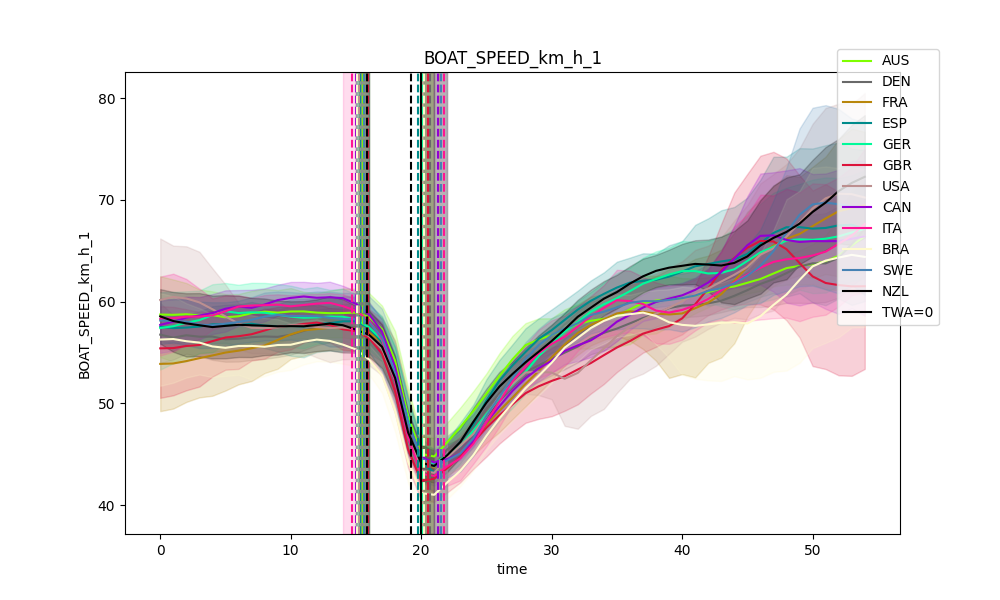 BOAT_SPEED_km_h_1
BOAT_SPEED_km_h_1
80
70
60
50
40
0
10
20
30
40
50
time
AUS
DEN
FRA
ESP
GER
GBR
USA
CAN
ITA
BRA
SWE
NZL
TWA=0